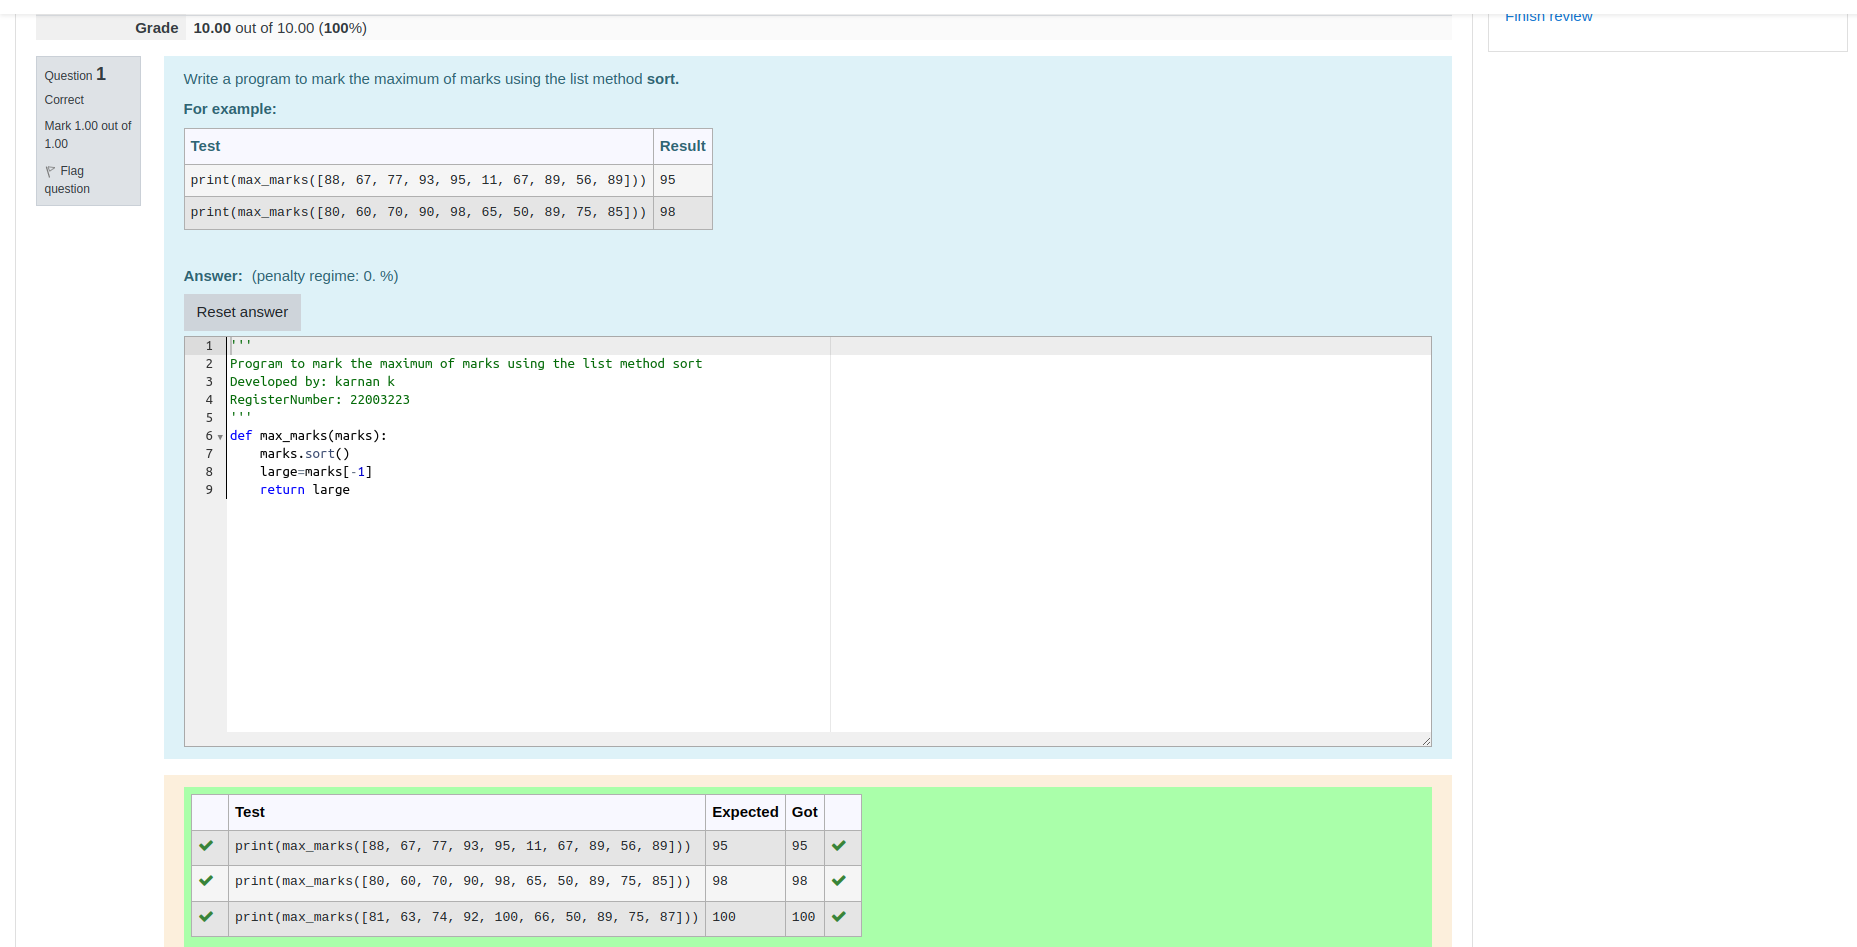 Grade 10.00 out of 10.00 (100%)
Finish review
Question 1
Correct
Mark 1.00 out of
1.00
Flag
question
Write a program to mark the maximum of marks using the list method sort.
For example:
Test Result
print(max_marks([88, 67, 77, 93, 95, 11, 67, 89, 56, 89])) 95
print(max_marks([80, 60, 70, 90, 98, 65, 50, 89, 75, 85])) 98
Answer: (penalty regime: 0. %)
Reset answer
1 '''
2 Program to mark the maximum of marks using the list method sort
3 Developed by: karnan k
4 RegisterNumber: 22003223
5 '''
6 def max_marks(marks):
7     marks.sort()
8     large=marks[-1]
9     return large
Test Expected Got
print(max_marks([88, 67, 77, 93, 95, 11, 67, 89, 56, 89])) 95 95
print(max_marks([80, 60, 70, 90, 98, 65, 50, 89, 75, 85])) 98 98
print(max_marks([81, 63, 74, 92, 100, 66, 50, 89, 75, 87])) 100 100